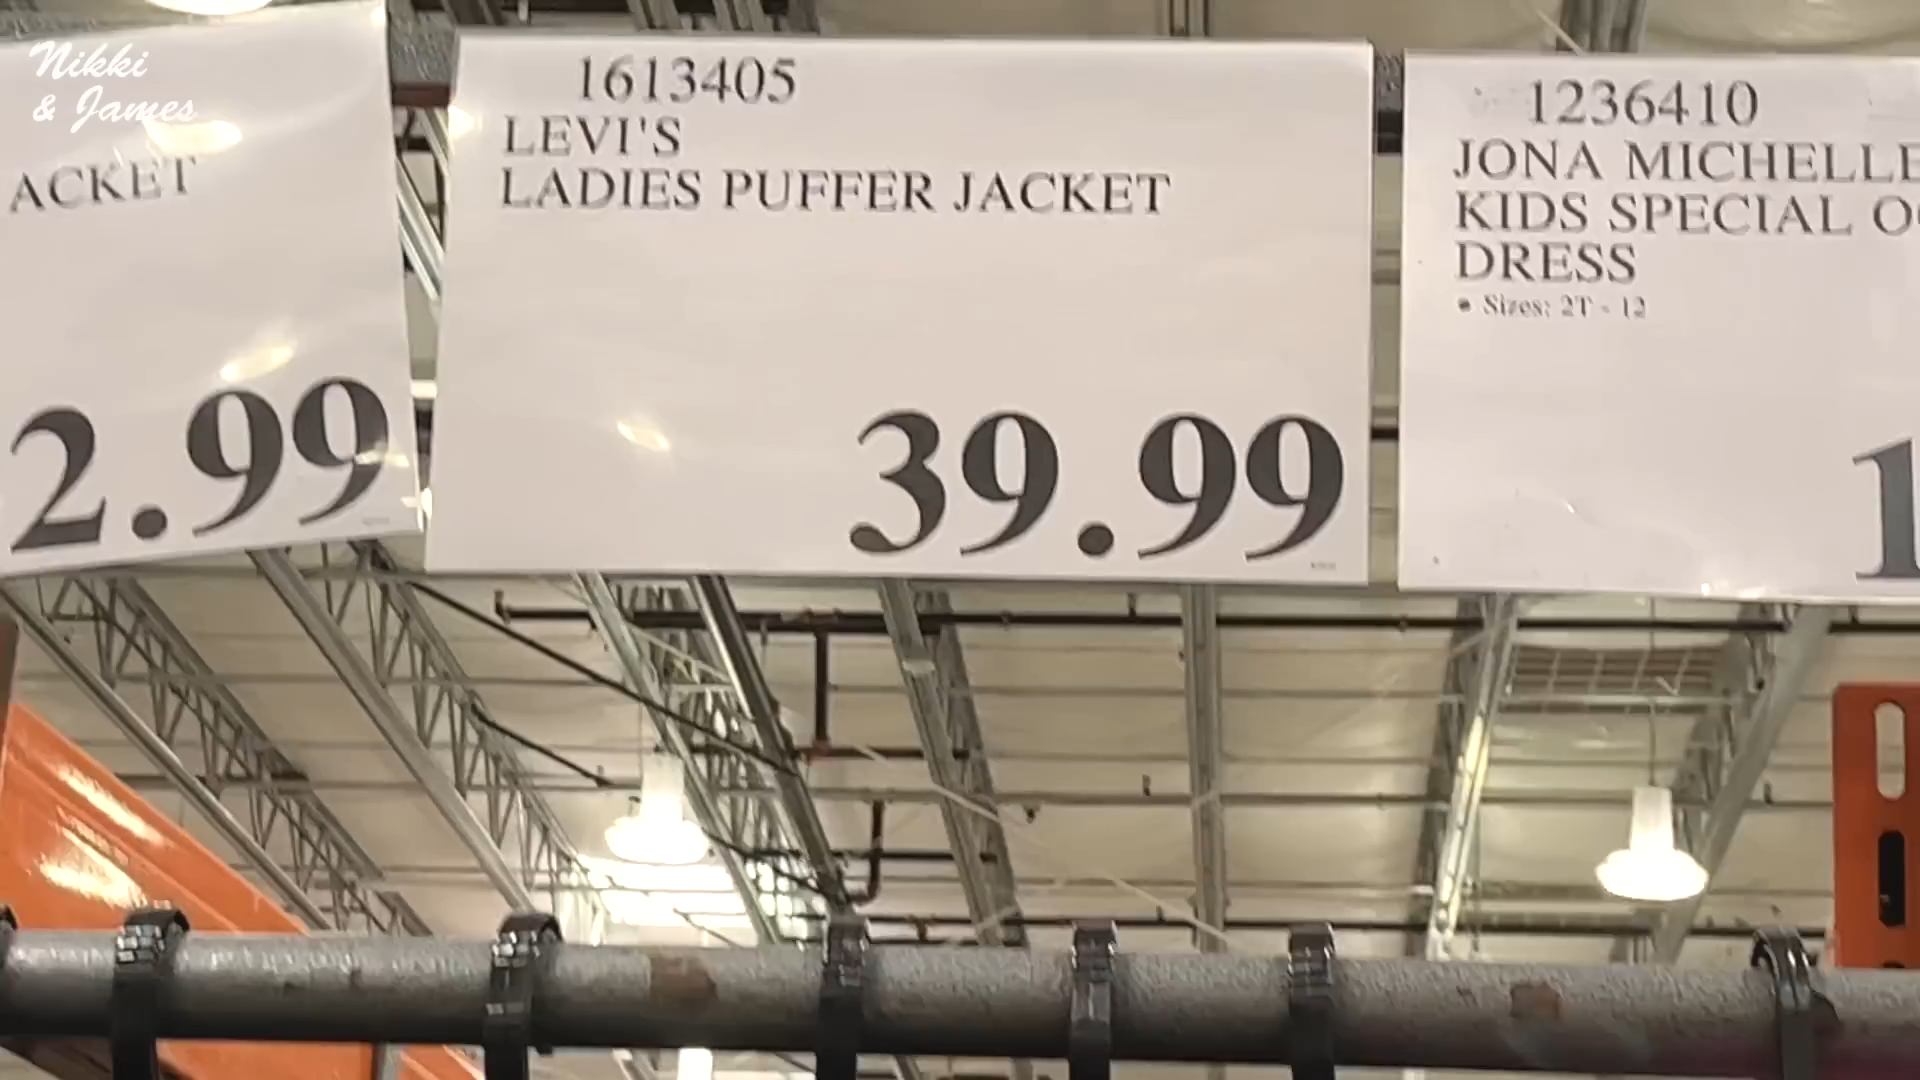 Nikki
& James
ACKET
2.99
1613405
LEVI'S
LADIES PUFFER JACKET
39.99
1236410
JONA MICHELLE
KIDS SPECIAL
DRESS
• Sizes: 2T - 12
1